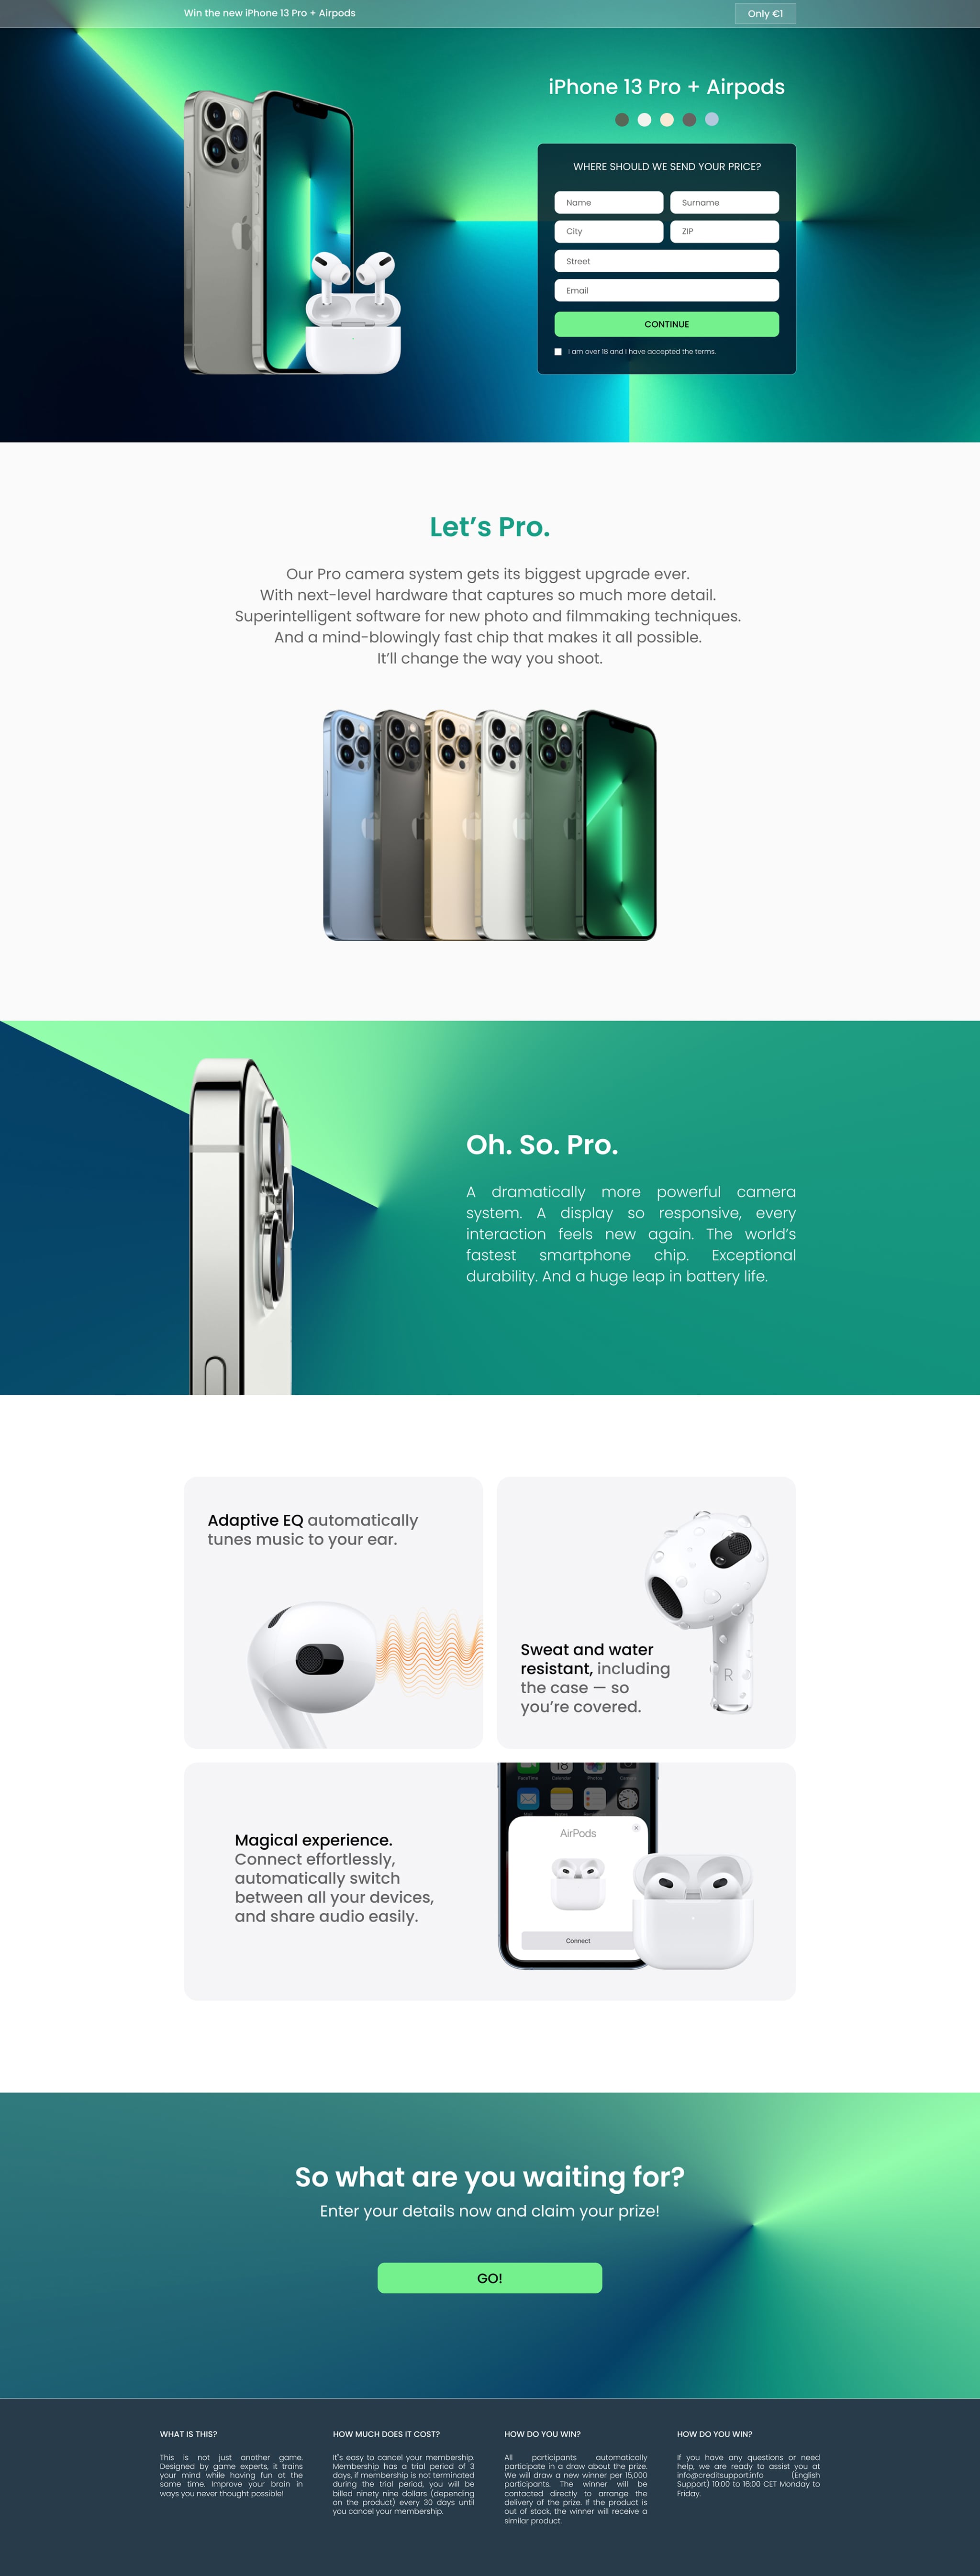 Win the new iPhone 13 Pro + Airpods
Only €1
iPhone 13 Pro + Airpods
WHERE SHOULD WE SEND YOUR PRICE?
Name
Surname
City
ZIP
Street
Email
CONTINUE
I am over 18 and I have accepted the terms.
Let’s Pro.
Our Pro camera system gets its biggest upgrade ever.
With next-level hardware that captures so much more detail.
Superintelligent software for new photo and filmmaking techniques.
And a mind-blowingly fast chip that makes it all possible.
It’ll change the way you shoot.
Oh. So. Pro.
A dramatically more powerful camera
system. A display so responsive, every
interaction feels new again. The world’s
fastest smartphone chip. Exceptional
durability. And a huge leap in battery life.
Adaptive EQ automatically
tunes music to your ear.
Sweat and water
resistant, including
the case — so
you’re covered.
R
Magical experience.
Connect effortlessly,
automatically switch
between all your devices,
and share audio easily.
18
FaceTime
Calendar
Photos
AirPods
Connect
So what are you waiting for?
Enter your details now and claim your prize!
GO!
WHAT IS THIS?
This is not just another game.
Designed by game experts, it trains
your mind while having fun at the
same time. Improve your brain in
ways you never thought possible!
HOW MUCH DOES IT COST?
It"s easy to cancel your membership.
Membership has a trial period of 3
days, if membership is not terminated
during the trial period, you will be
billed ninety nine dollars (depending
on the product) every 30 days until
you cancel your membership.
HOW DO YOU WIN?
All participants automatically
participate in a draw about the prize.
We will draw a new winner per 15,000
participants. The winner will be
contacted directly to arrange the
delivery of the prize. If the product is
out of stock, the winner will receive a
similar product.
HOW DO YOU WIN?
If you have any questions or need
help, we are ready to assist you at
info@creditsupport.info (English
Support) 10:00 to 16:00 CET Monday to
Friday.